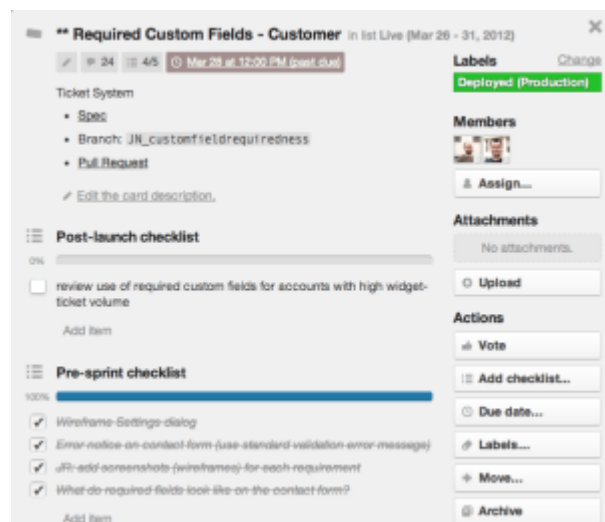 ** Required Custom Fields - Customer in list Live (Mar 26 - 31, 2012)
24 4/5 Mar 28 at 12:00 PM (past due)
Ticket System
Spec
Branch: JN_customfieldrequiredness
Pull Request
Edit the card description.
Post-launch checklist
0%
review use of required custom fields for accounts with high widget-
ticket volume
Add item
Pre-sprint checklist
100%
Wireframe Settings dialog
Error notice on contact form (use standard validation error message)
JR: add screenshots (wireframes) for each requirement
What do required fields look like on the contact form?
Add item
Labels Change
Deployed (Production)
Members
Assign...
Attachments
No attachments.
Upload
Actions
Vote
Add checklist...
Due date...
Labels...
Move...
Archive